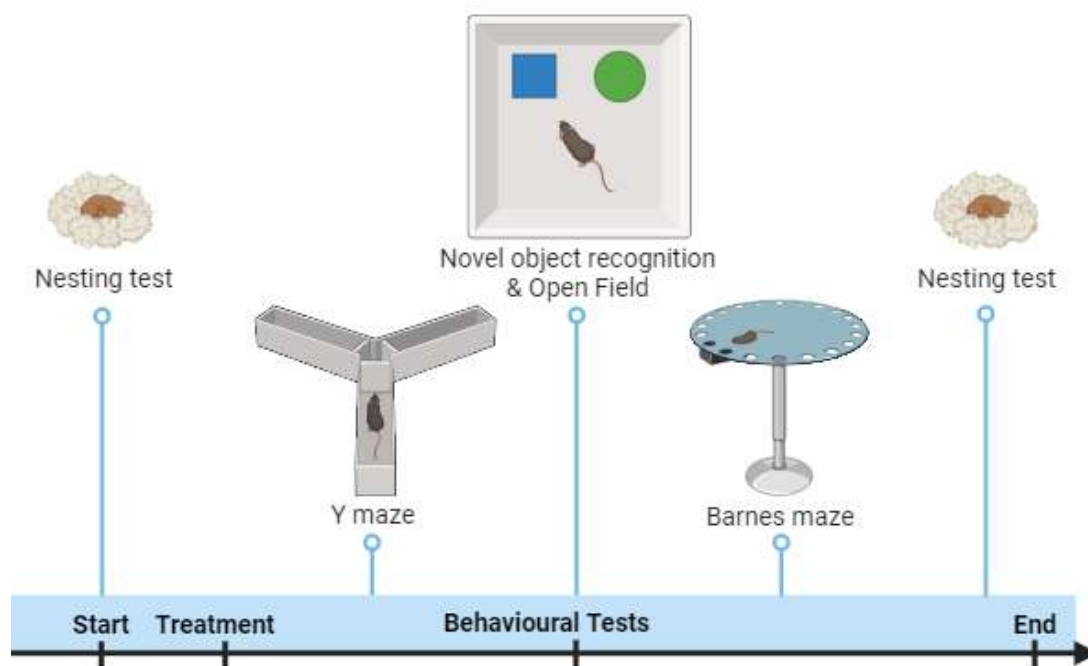 Nesting test
Novel object recognition
& Open Field
Nesting test
Y maze
Barnes maze
Start
Treatment
Behavioural Tests
End